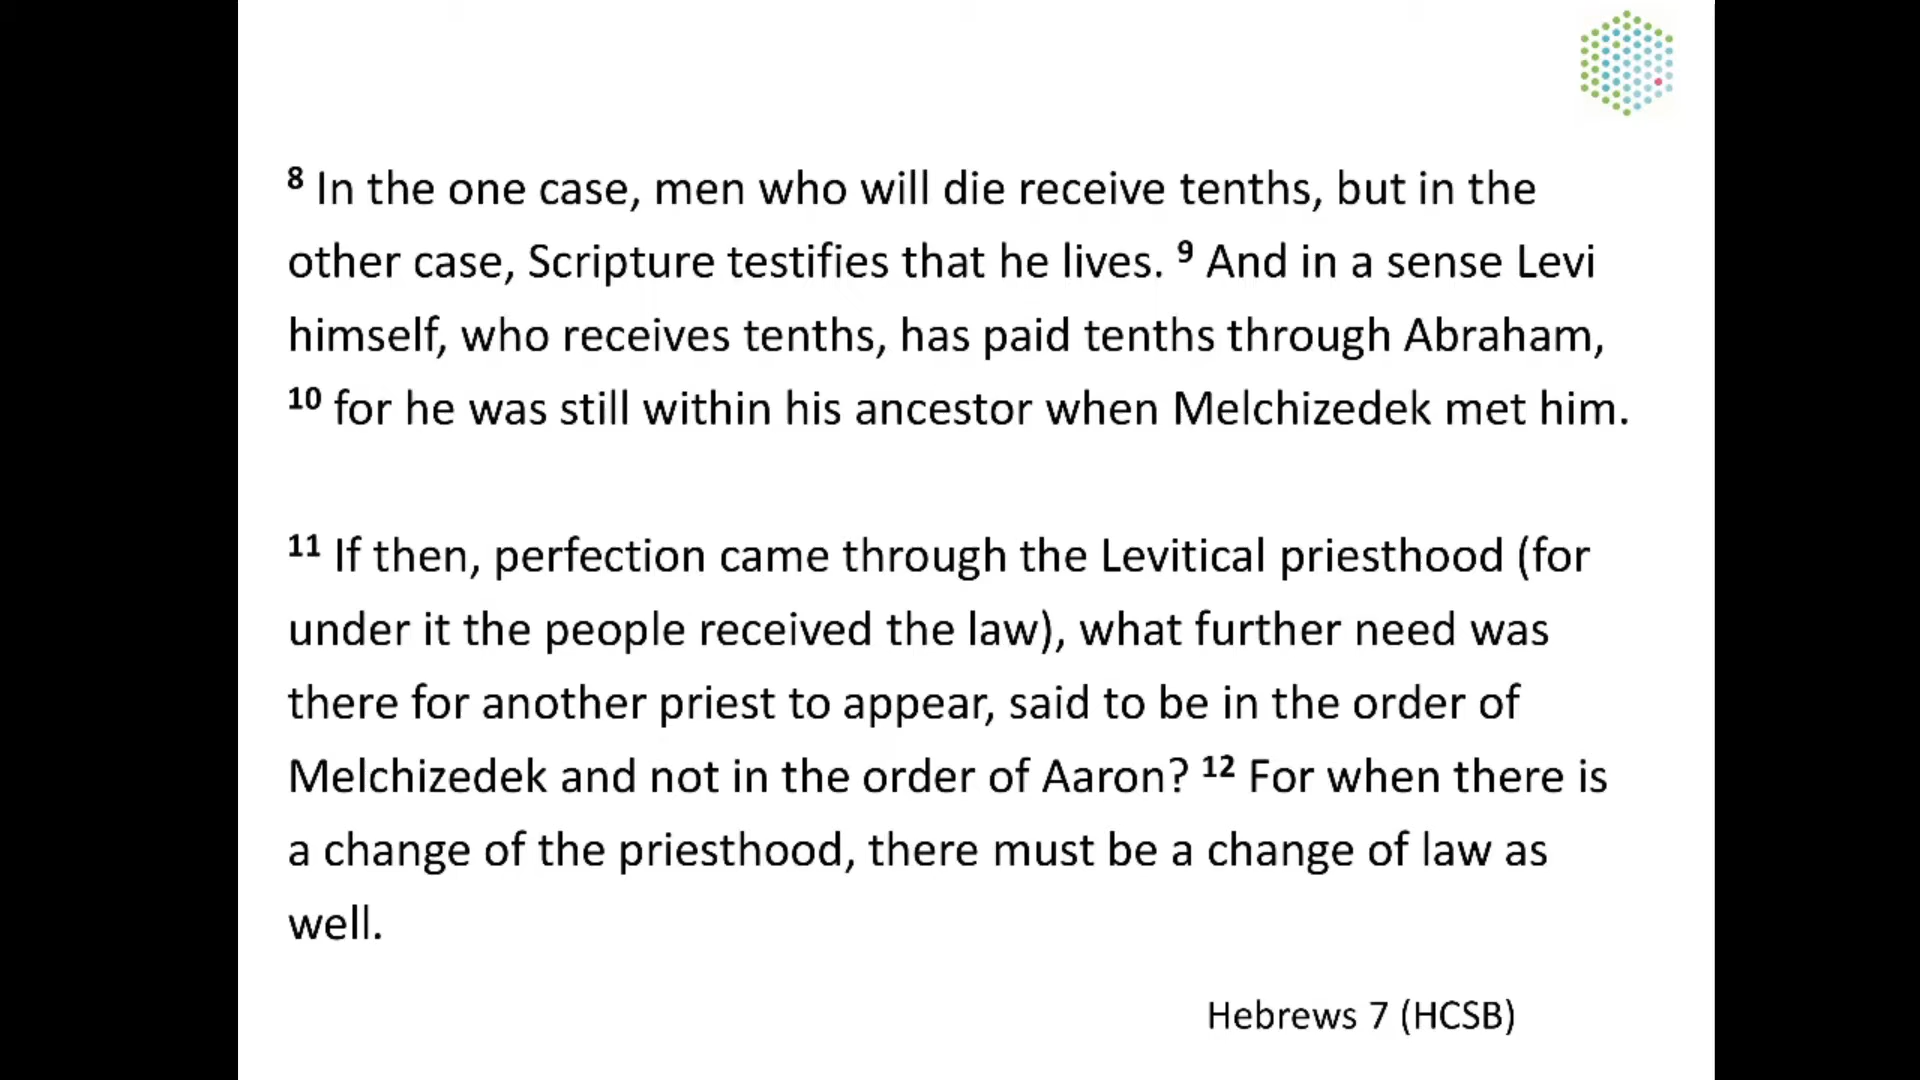 8 In the one case, men who will die receive tenths, but in the
other case, Scripture testifies that he lives. 9 And in a sense Levi
himself, who receives tenths, has paid tenths through Abraham,
10 for he was still within his ancestor when Melchizedek met him.
11 If then, perfection came through the Levitical priesthood (for
under it the people received the law), what further need was
there for another priest to appear, said to be in the order of
Melchizedek and not in the order of Aaron? 12 For when there is
a change of the priesthood, there must be a change of law as
well.
Hebrews 7 (HCSB)